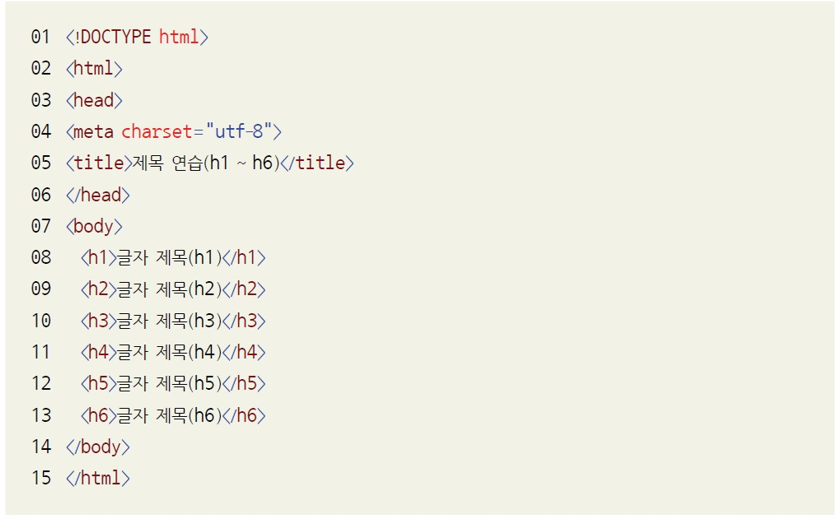 01 <!DOCTYPE html>
02 <html>
03 <head>
04 <meta charset="utf-8">
05 <title>제목 연습(h1 ~ h6)</title>
06 </head>
07 <body>
08 <h1>글자 제목(h1)</h1>
09 <h2>글자 제목(h2)</h2>
10 <h3>글자 제목(h3)</h3>
11 <h4>글자 제목(h4)</h4>
12 <h5>글자 제목(h5)</h5>
13 <h6>글자 제목(h6)</h6>
14 </body>
15 </html>